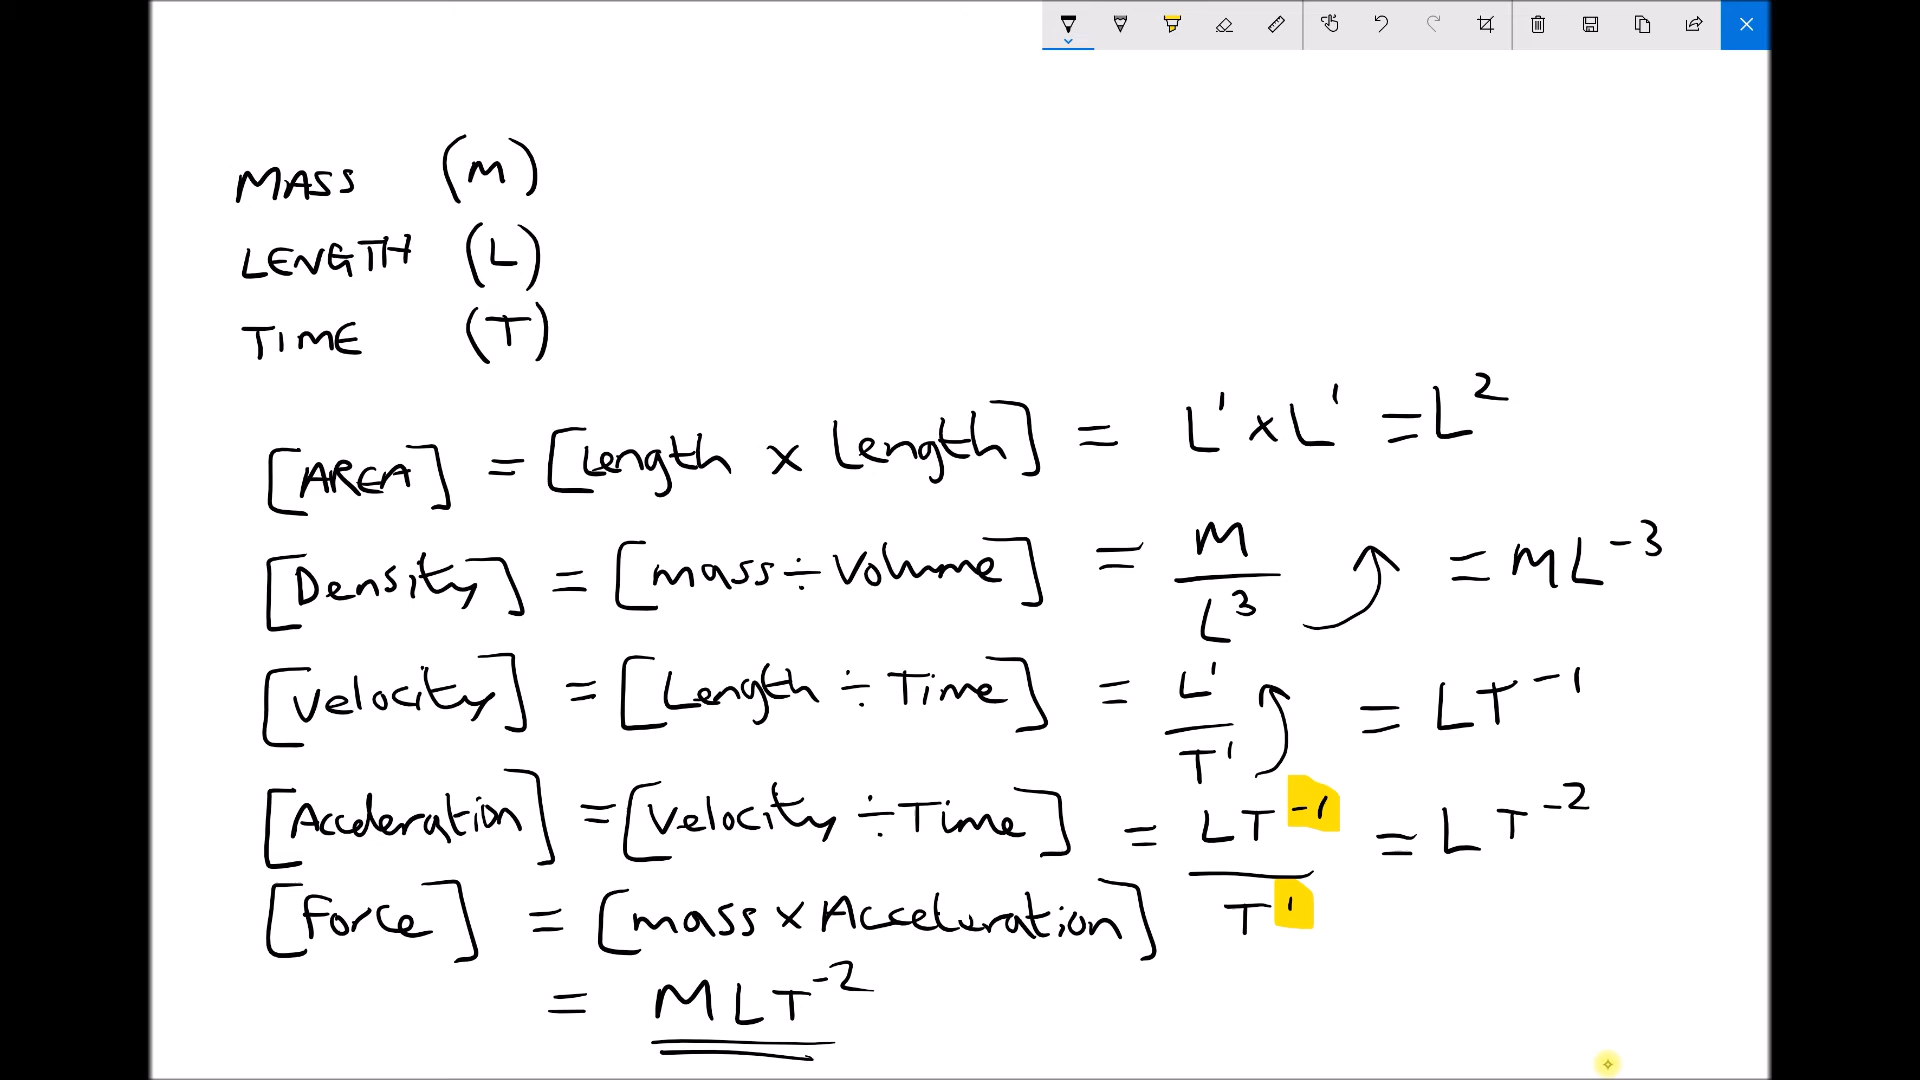 MASS (M)
LENGTH (L)
TIME (T)
[AREA] = [Length × Length] = L¹ × L¹ = L²
[Density] = [mass ÷ Volume] = M/L³ = ML⁻³
[Velocity] = [Length ÷ Time] = L¹/T¹ = LT⁻¹
[Acceleration] = [Velocity ÷ Time] = LT⁻¹/T¹ = LT⁻²
[Force] = [mass × Acceleration]
= MLT⁻²